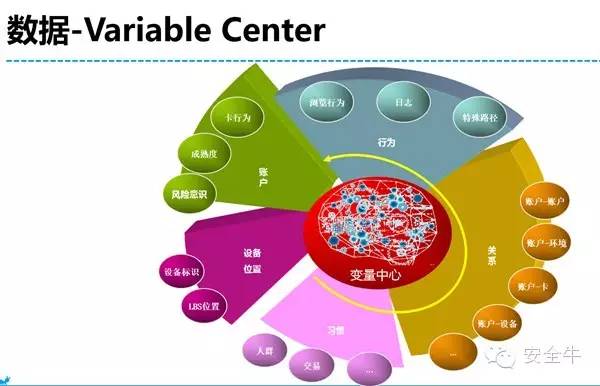 数据-Variable Center
卡行为
成熟度
风险意识
账户
浏览行为
日志
特殊路径
行为
账户-账户
账户-环境
账户-卡
账户-设备
...
关系
设备标识
LBS位置
设备
位置
习惯
人群
交易
...
变量中心
安全牛